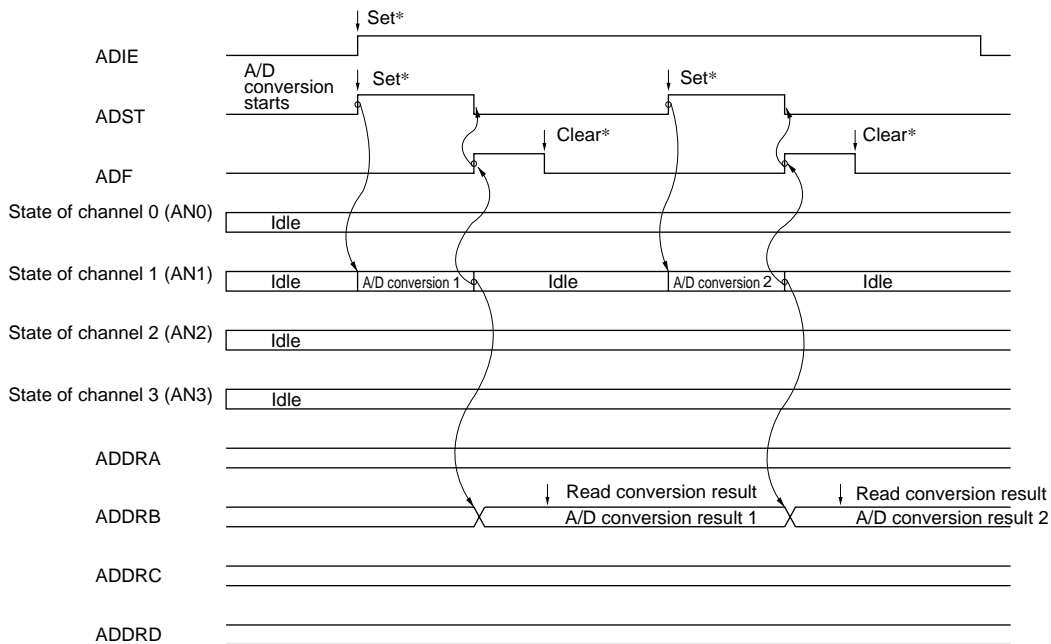 Set*
ADIE
A/D
conversion
starts
Set*
Set*
ADST
Clear*
Clear*
ADF
State of channel 0 (AN0)
Idle
State of channel 1 (AN1)
Idle
A/D conversion 1
Idle
A/D conversion 2
Idle
State of channel 2 (AN2)
Idle
State of channel 3 (AN3)
Idle
ADDRA
Read conversion result
Read conversion result
ADDRB
A/D conversion result 1
A/D conversion result 2
ADDRC
ADDRD